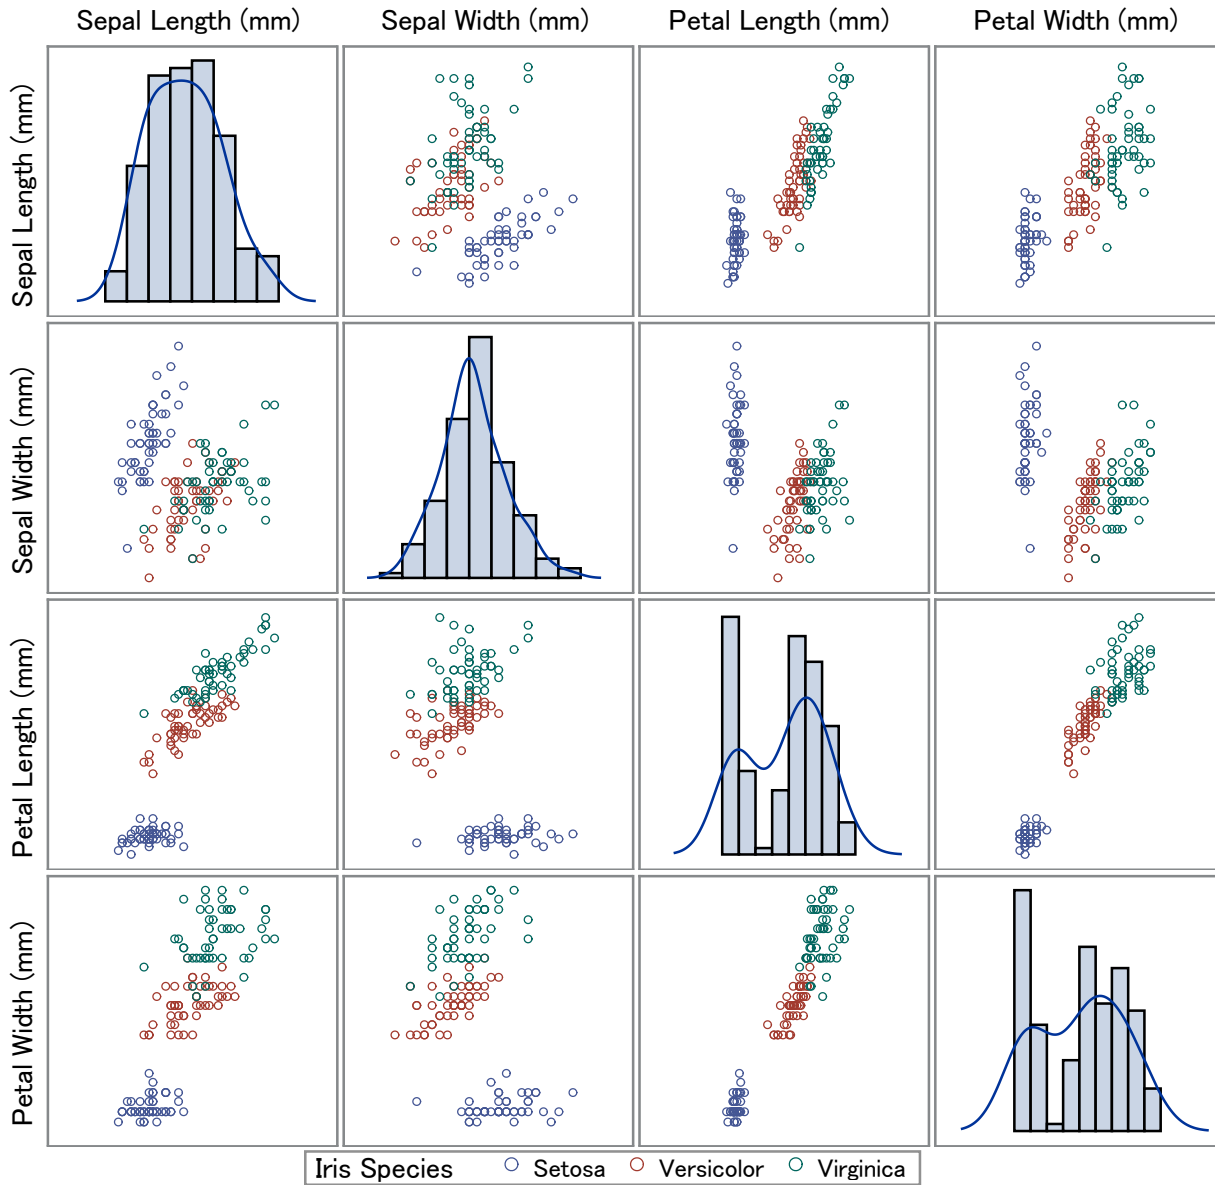 Sepal Length (mm) Sepal Width (mm) Petal Length (mm) Petal Width (mm)
Sepal Length (mm)
Sepal Width (mm)
Petal Length (mm)
Petal Width (mm)
Iris Species Setosa Versicolor Virginica